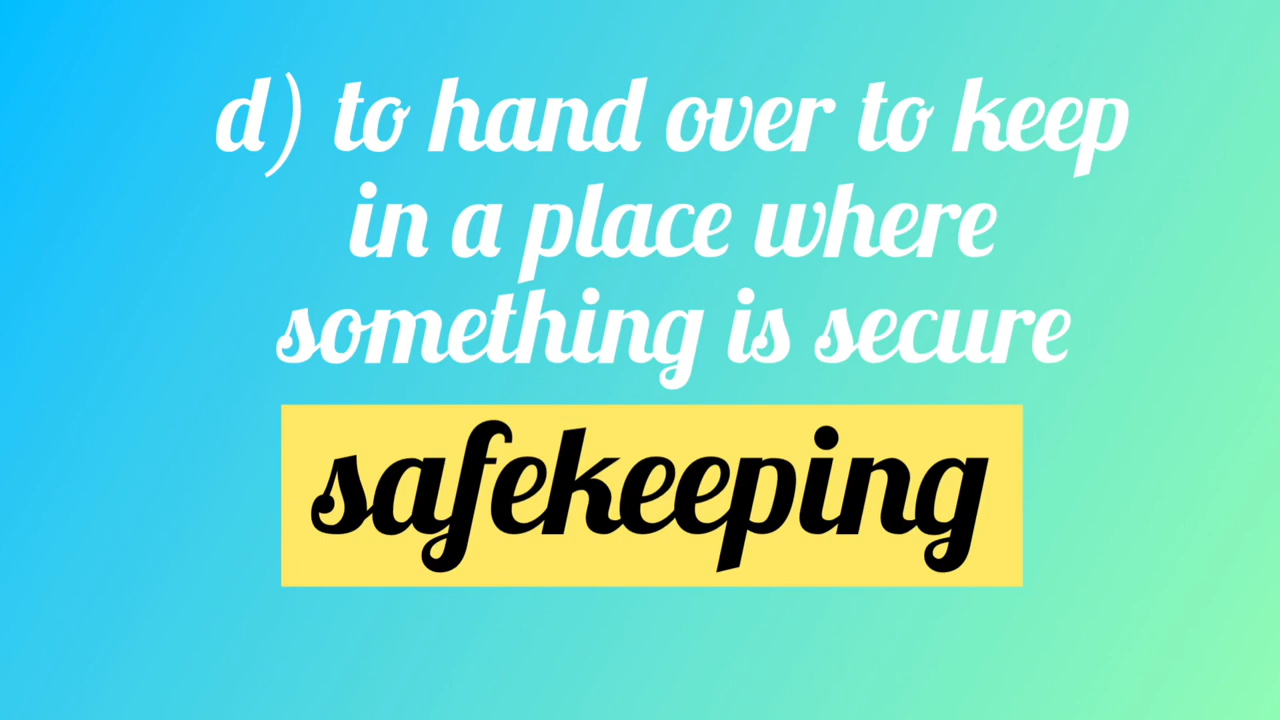 d) to hand over to keep
in a place where
something is secure
safekeeping